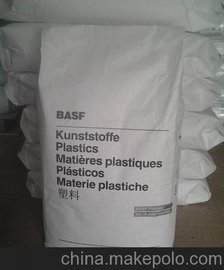 BASF
Kunststoffe
Plastics
Matières plastiques
Plásticos
Materie plastiche
塑料
china.makepolo.com